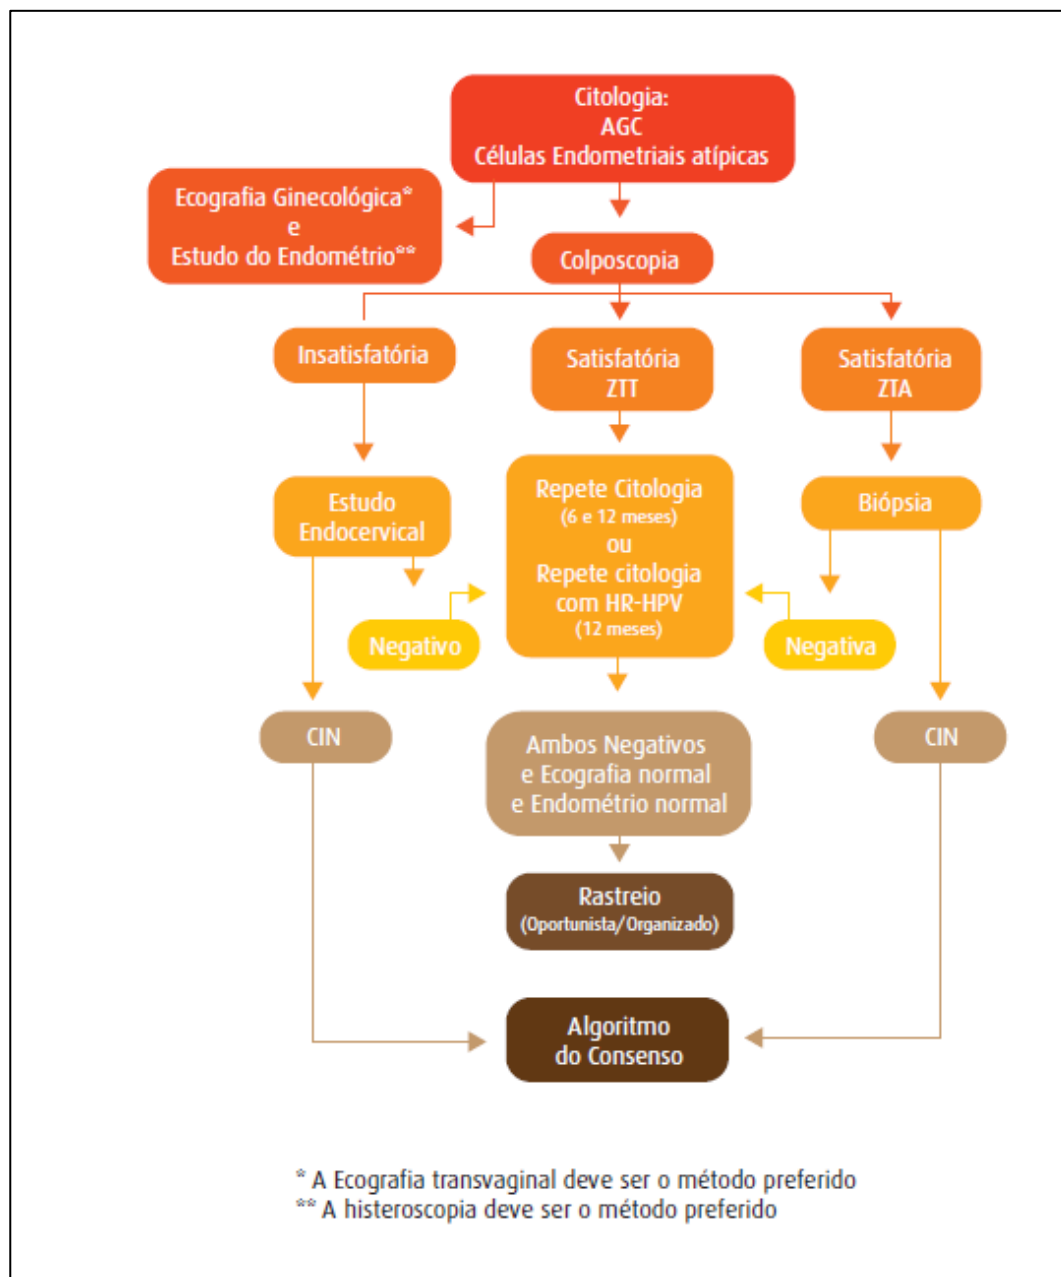 Citologia:
AGC
Células Endometriais atípicas
Ecografia Ginecológica*
e
Estudo do Endométrio**
Colposcopia
Insatisfatória
Satisfatória
ZTT
Satisfatória
ZTA
Estudo
Endocervical
Repete Citologia
(6 e 12 meses)
ou
Repete citologia
com HR-HPV
(12 meses)
Biópsia
Negativo
Negativa
CIN
Ambos Negativos
e Ecografia normal
e Endométrio normal
CIN
Rastreio
(Oportunista/Organizado)
Algoritmo
do Consenso
* A Ecografia transvaginal deve ser o método preferido
** A histeroscopia deve ser o método preferido